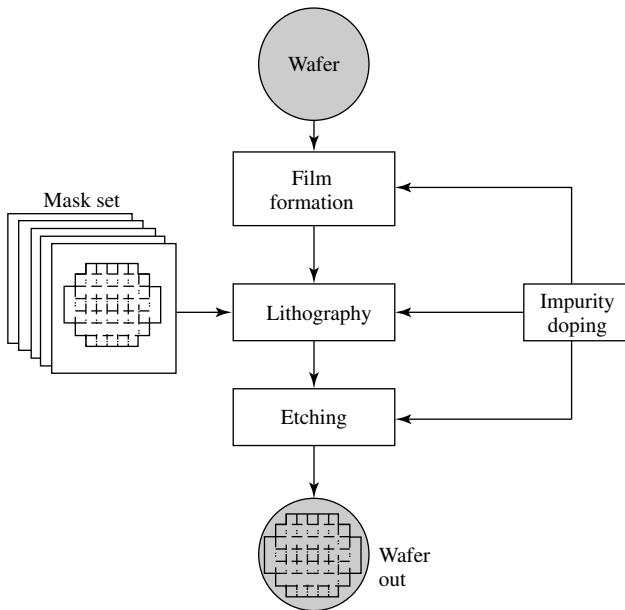 Wafer
Film
formation
Mask set
Lithography
Impurity
doping
Etching
Wafer
out